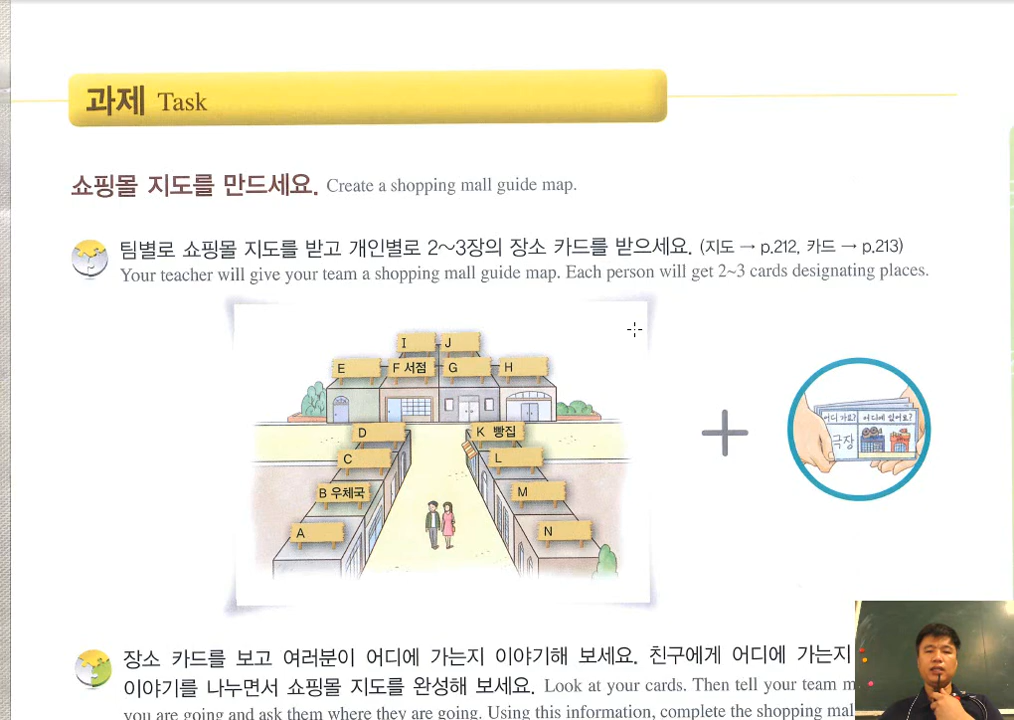 과제 Task
쇼핑몰 지도를 만드세요. Create a shopping mall guide map.
팀별로 쇼핑몰 지도를 받고 개인별로 2~3장의 장소 카드를 받으세요. (지도 → p.212, 카드 → p.213)
Your teacher will give your team a shopping mall guide map. Each person will get 2~3 cards designating places.
I J
E F 서점 G H
D K 빵집
C L
B 우체국 M
A N
어디 가요? 어디에 있어요?
극장
장소 카드를 보고 여러분이 어디에 가는지 이야기해 보세요. 친구에게 어디에 가는지
이야기를 나누면서 쇼핑몰 지도를 완성해 보세요. Look at your cards. Then tell your team
you are going and ask them where they are going. Using this information, complete the shopping